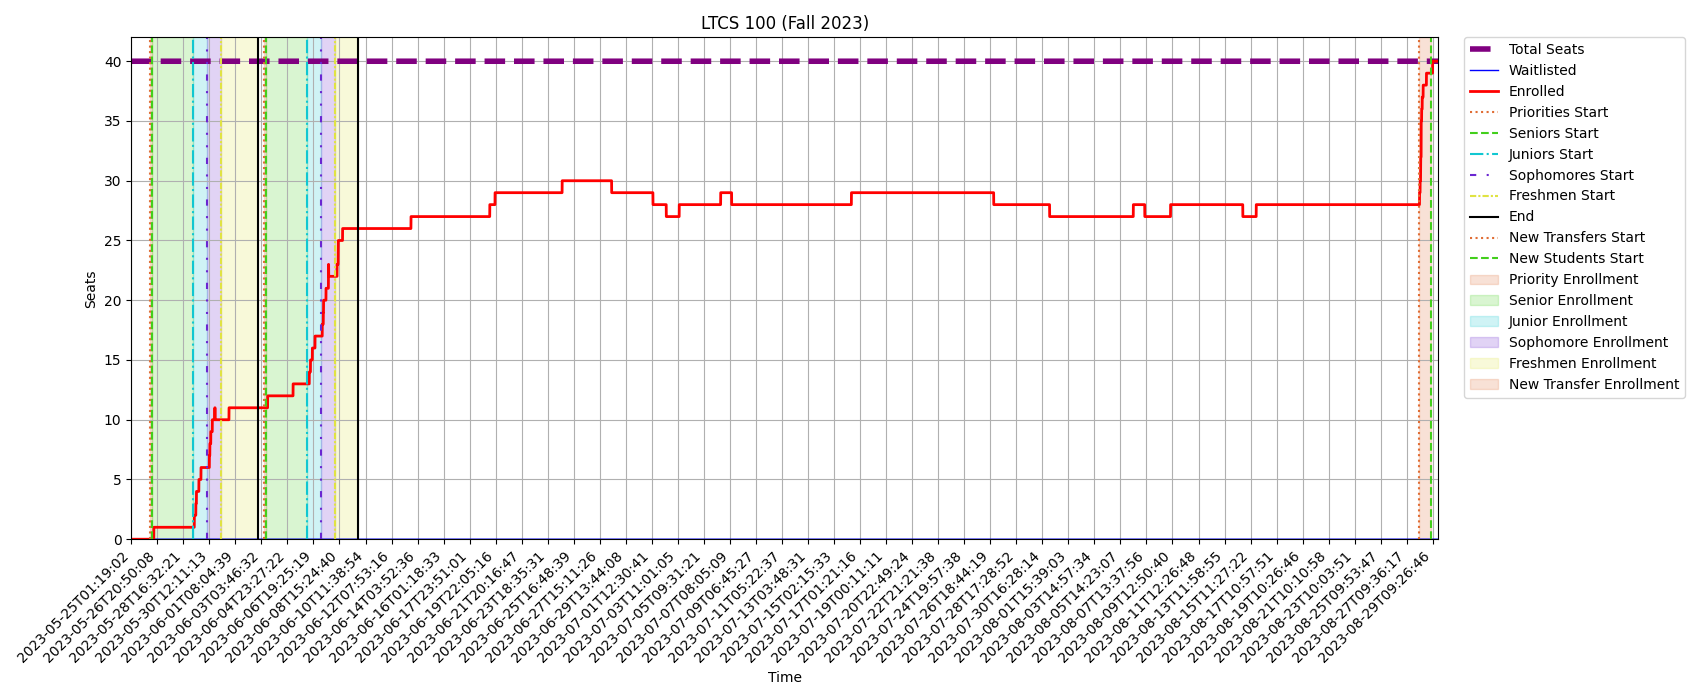 LTCS 100 (Fall 2023)
Seats
40
35
30
25
20
15
10
5
0
2023-05-25T01:19:02
2023-05-26T20:50:08
2023-05-28T16:32:21
2023-05-30T12:11:13
2023-06-01T08:04:39
2023-06-03T03:46:32
2023-06-04T23:27:22
2023-06-06T19:25:19
2023-06-08T15:24:40
2023-06-10T11:38:54
2023-06-12T07:53:16
2023-06-14T03:52:36
2023-06-16T01:18:33
2023-06-17T23:51:01
2023-06-19T22:05:16
2023-06-21T20:16:47
2023-06-23T18:35:31
2023-06-25T16:48:39
2023-06-27T15:11:26
2023-06-29T13:44:08
2023-07-01T12:30:41
2023-07-03T11:01:05
2023-07-05T09:31:21
2023-07-07T08:05:09
2023-07-09T06:45:27
2023-07-11T05:22:37
2023-07-13T03:48:31
2023-07-15T02:15:33
2023-07-17T01:21:16
2023-07-19T00:11:11
2023-07-20T22:49:24
2023-07-22T21:21:38
2023-07-24T19:57:38
2023-07-26T18:44:19
2023-07-28T17:28:52
2023-07-30T16:28:14
2023-08-01T15:39:03
2023-08-03T14:57:34
2023-08-05T14:23:07
2023-08-07T13:37:56
2023-08-09T12:50:40
2023-08-11T12:26:48
2023-08-13T11:58:55
2023-08-15T11:27:22
2023-08-17T10:57:51
2023-08-19T10:26:46
2023-08-21T10:10:58
2023-08-23T10:03:51
2023-08-25T09:53:47
2023-08-27T09:36:17
2023-08-29T09:26:46
Time
Total Seats
Waitlisted
Enrolled
Priorities Start
Seniors Start
Juniors Start
Sophomores Start
Freshmen Start
End
New Transfers Start
New Students Start
Priority Enrollment
Senior Enrollment
Junior Enrollment
Sophomore Enrollment
Freshmen Enrollment
New Transfer Enrollment